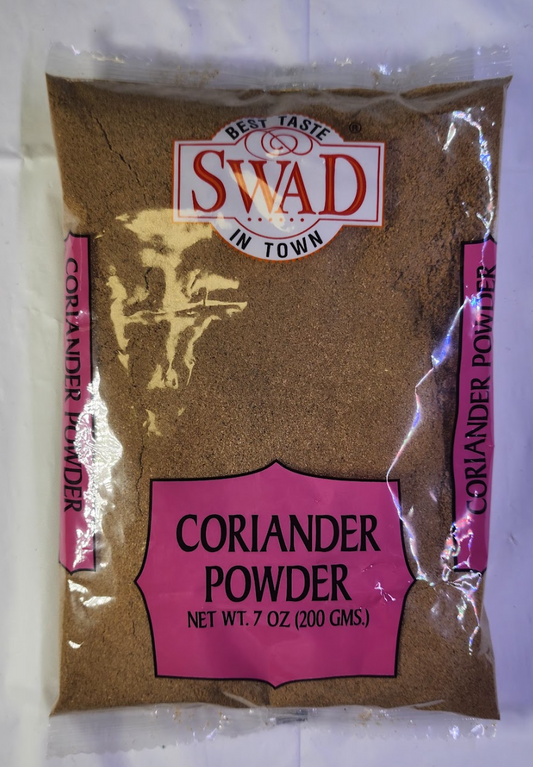 BEST TASTE
®
SWAD
IN TOWN
CORIANDER POWDER
CORIANDER POWDER
CORIANDER
POWDER
NET WT. 7 OZ (200 GMS.)